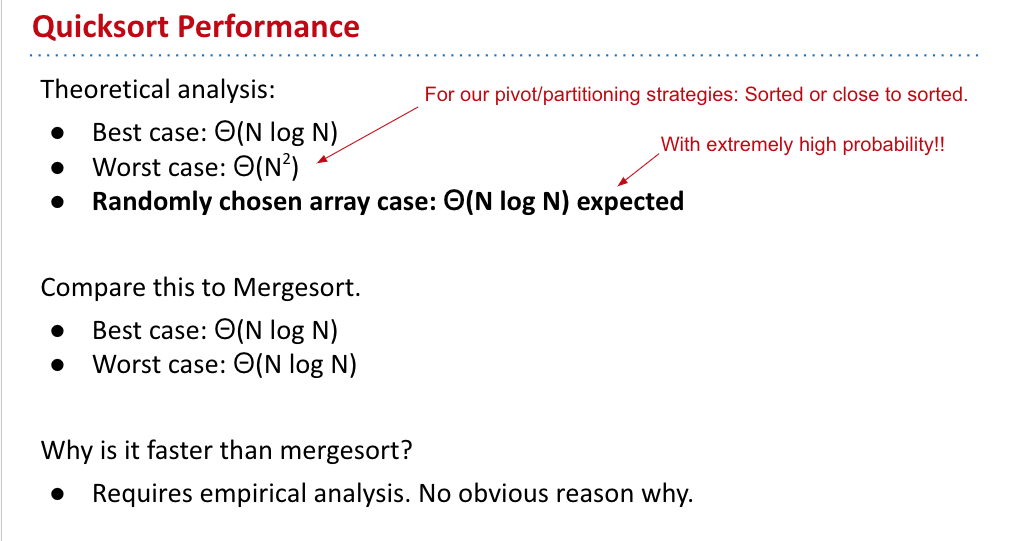 Quicksort Performance
Theoretical analysis:
For our pivot/partitioning strategies: Sorted or close to sorted.
● Best case: Θ(N log N)
With extremely high probability!!
● Worst case: Θ(N²)
● Randomly chosen array case: Θ(N log N) expected
Compare this to Mergesort.
● Best case: Θ(N log N)
● Worst case: Θ(N log N)
Why is it faster than mergesort?
● Requires empirical analysis. No obvious reason why.